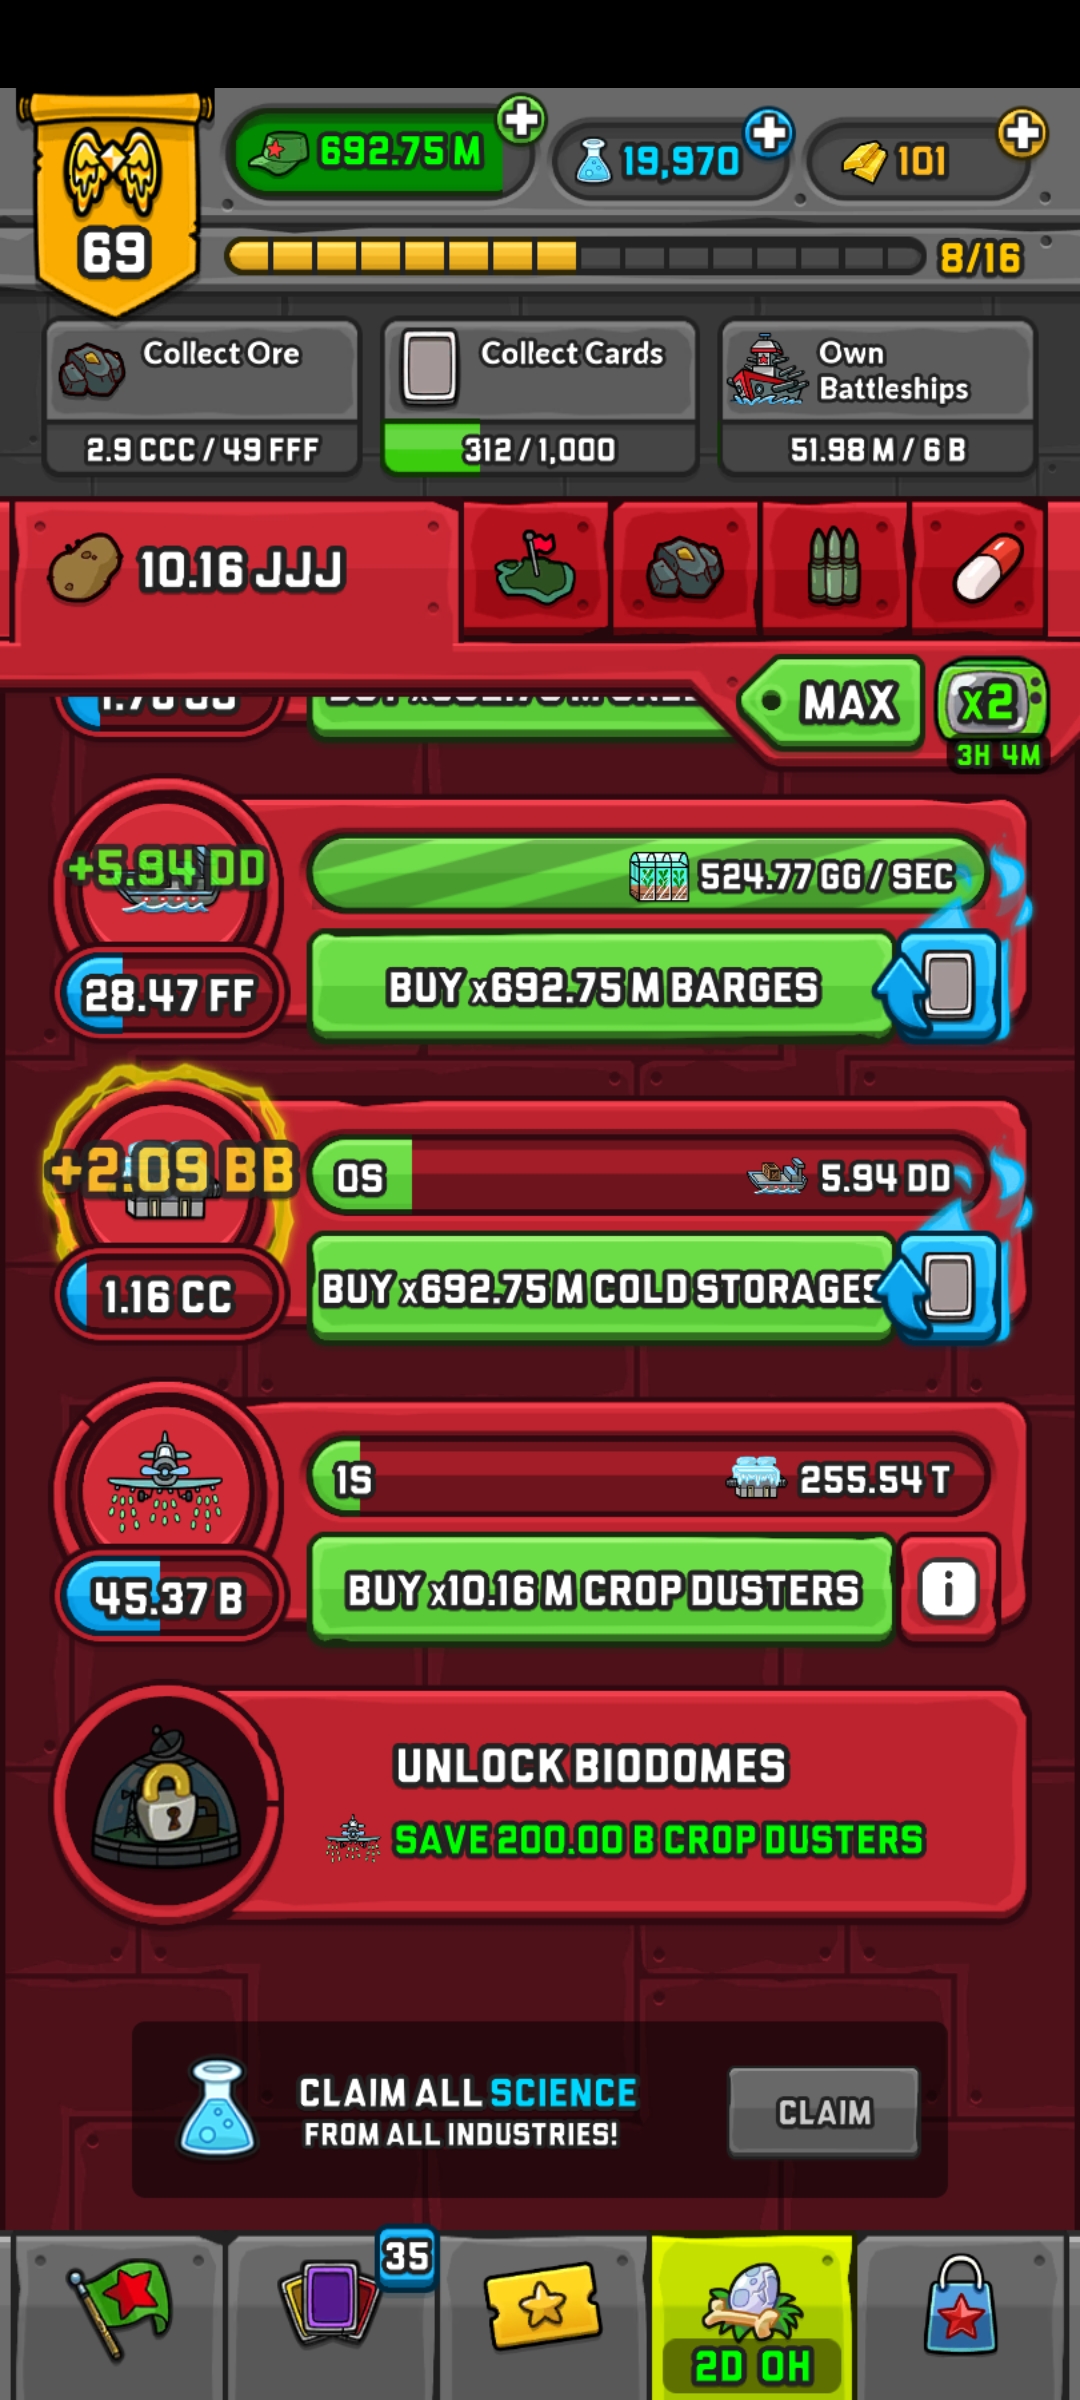 692.75 M
19,970
101
69
8/16
Collect Ore
2.9 CCC / 49 FFF
Collect Cards
312 / 1,000
Own
Battleships
51.98 M / 6 B
10.16 JJJ
MAX
x2
3H 4M
+5.94 DD
524.77 GG / SEC
28.47 FF
BUY x692.75 M BARGES
+2.09 BB
0S
5.94 DD
1.16 CC
BUY x692.75 M COLD STORAGES
1S
255.54 T
45.37 B
BUY x10.16 M CROP DUSTERS
i
UNLOCK BIODOMES
SAVE 200.00 B CROP DUSTERS
CLAIM ALL SCIENCE
FROM ALL INDUSTRIES!
CLAIM
35
2D 0H